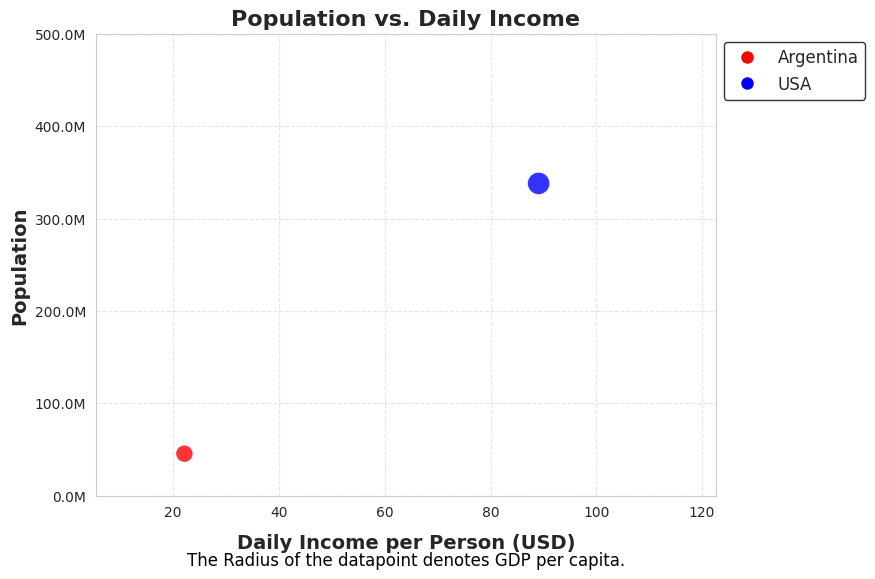 Population vs. Daily Income
500.0M
400.0M
300.0M
200.0M
100.0M
0.0M
Population
20 40 60 80 100 120
Daily Income per Person (USD)
The Radius of the datapoint denotes GDP per capita.
Argentina
USA